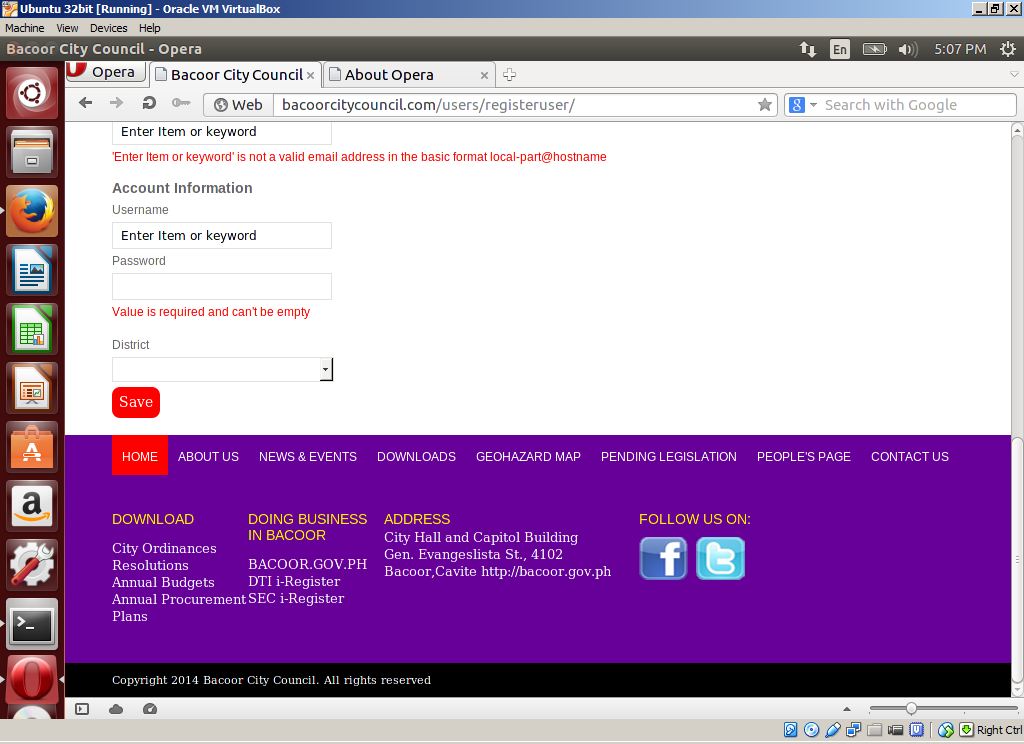 Ubuntu 32bit [Running] - Oracle VM VirtualBox
Machine View Devices Help
Bacoor City Council - Opera
En
5:07 PM
Opera
Bacoor City Council
About Opera
Web
bacoorcitycouncil.com/users/registeruser/
8
Search with Google
Enter Item or keyword
'Enter Item or keyword' is not a valid email address in the basic format local-part@hostname
Account Information
Username
Enter Item or keyword
Password
Value is required and can't be empty
District
Save
HOME ABOUT US NEWS & EVENTS DOWNLOADS GEOHAZARD MAP PENDING LEGISLATION PEOPLE'S PAGE CONTACT US
DOWNLOAD
City Ordinances
Resolutions
Annual Budgets
Annual Procurement
Plans
DOING BUSINESS
IN BACOOR
BACOOR.GOV.PH
DTI i-Register
SEC i-Register
ADDRESS
City Hall and Capitol Building
Gen. Evangeslista St., 4102
Bacoor,Cavite http://bacoor.gov.ph
FOLLOW US ON:
Copyright 2014 Bacoor City Council. All rights reserved
Right Ctrl